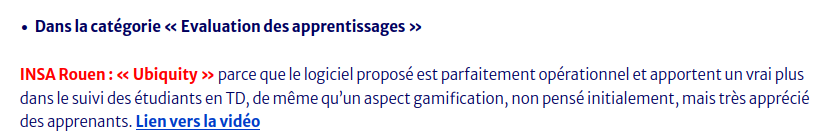 • Dans la catégorie « Evaluation des apprentissages »
INSA Rouen : « Ubiquity » parce que le logiciel proposé est parfaitement opérationnel et apportent un vrai plus
dans le suivi des étudiants en TD, de même qu'un aspect gamification, non pensé initialement, mais très apprécié
des apprenants. Lien vers la vidéo